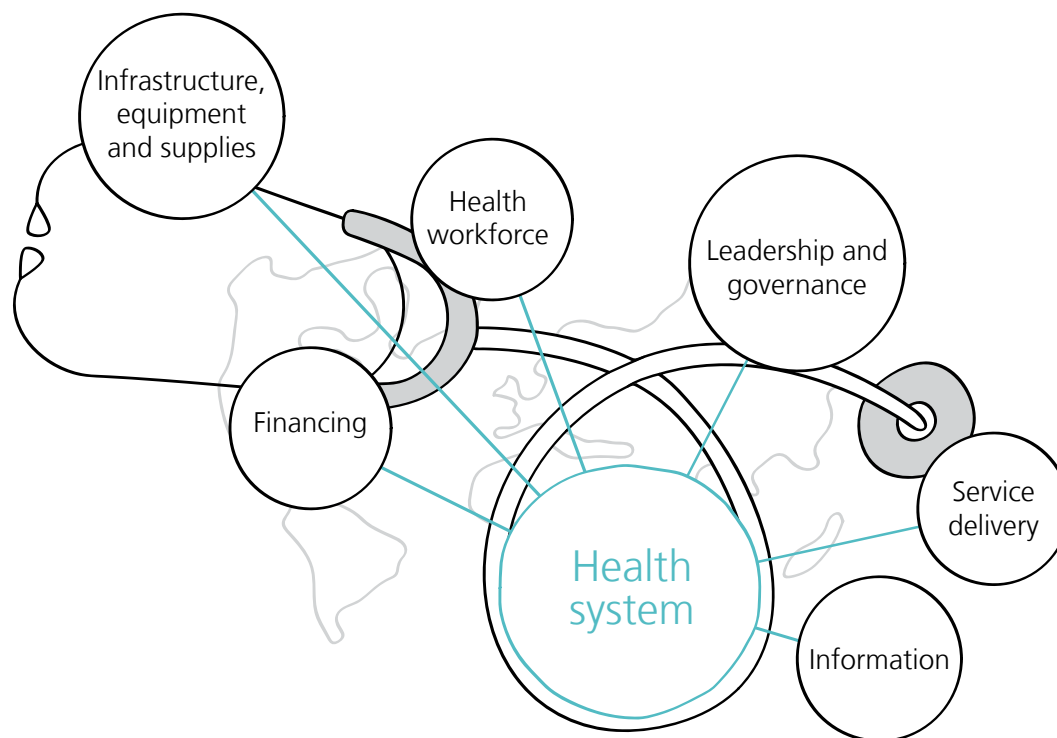 Infrastructure,
equipment
and supplies
Health
workforce
Leadership and
governance
Financing
Service
delivery
Health
system
Information